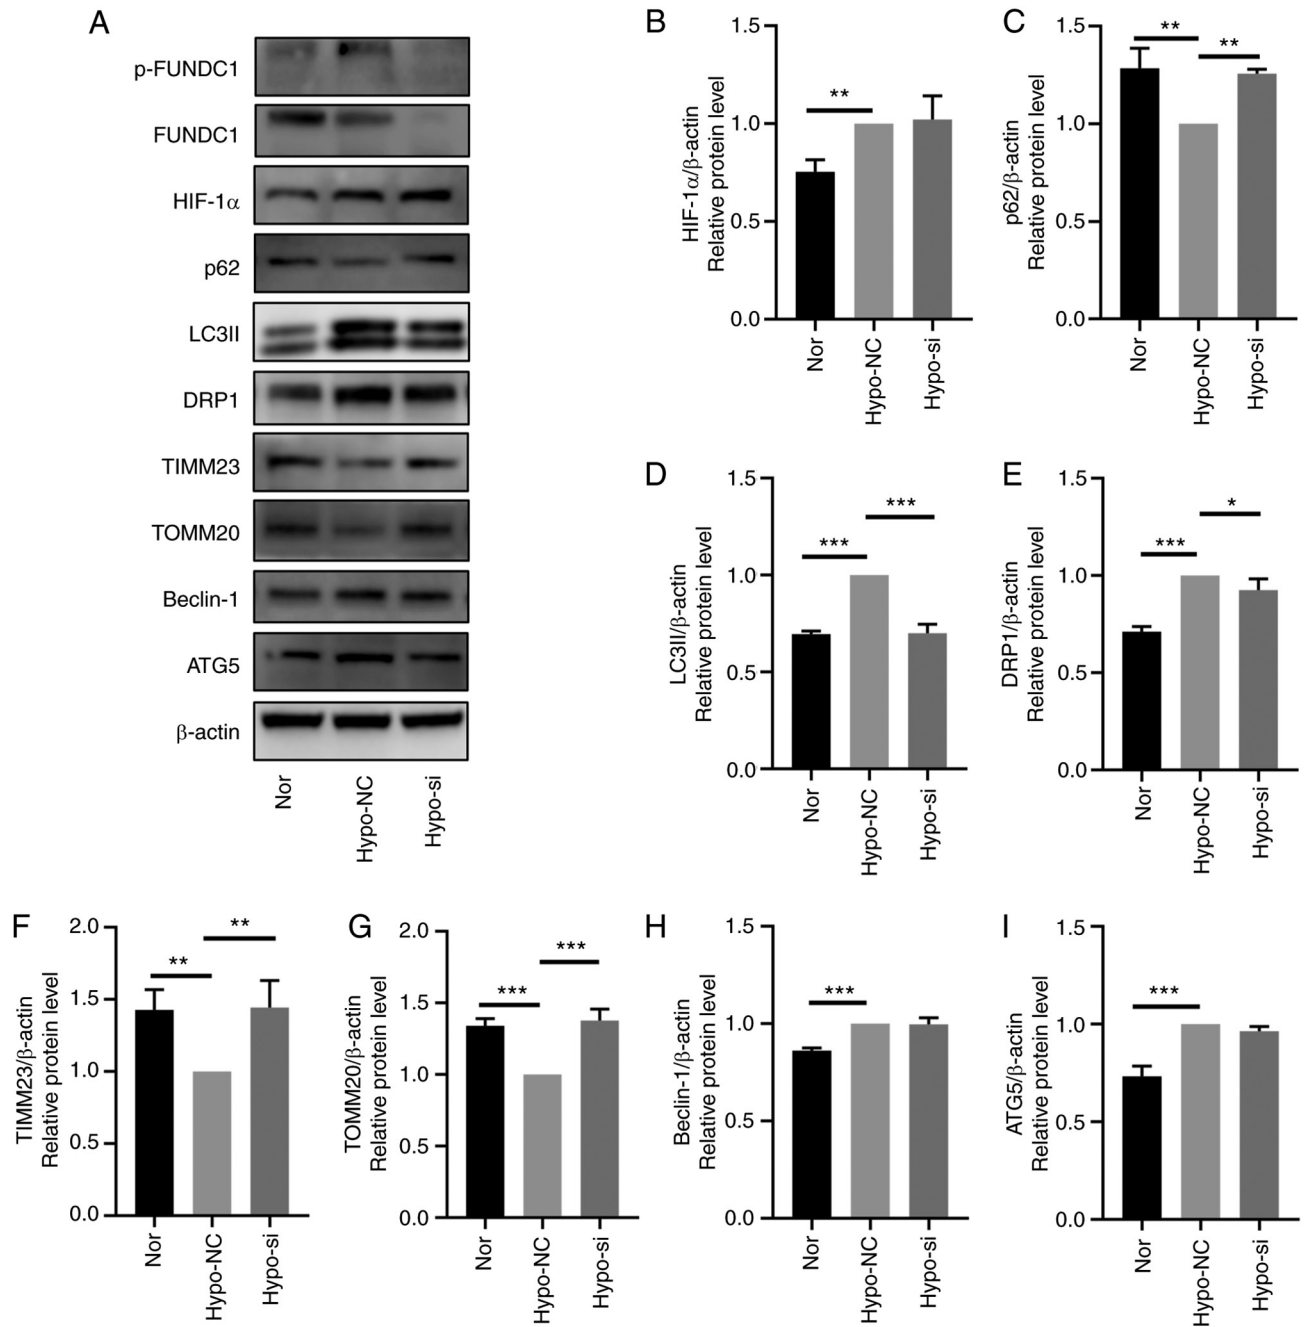 A
p-FUNDC1
FUNDC1
HIF-1α
p62
LC3II
DRP1
TIMM23
TOMM20
Beclin-1
ATG5
β-actin
Nor
Hypo-NC
Hypo-si
B
HIF-1α/β-actin
Relative protein level
1.5
1.0
0.5
0.0
**
Nor
Hypo-NC
Hypo-si
C
p62/β-actin
Relative protein level
1.5
1.0
0.5
0.0
**
**
Nor
Hypo-NC
Hypo-si
D
LC3II/β-actin
Relative protein level
1.5
1.0
0.5
0.0
***
***
Nor
Hypo-NC
Hypo-si
E
DRP1/β-actin
Relative protein level
1.5
1.0
0.5
0.0
***
*
Nor
Hypo-NC
Hypo-si
F
TIMM23/β-actin
Relative protein level
2.0
1.5
1.0
0.5
0.0
**
**
Nor
Hypo-NC
Hypo-si
G
TOMM20/β-actin
Relative protein level
2.0
1.5
1.0
0.5
0.0
***
***
Nor
Hypo-NC
Hypo-si
H
Beclin-1/β-actin
Relative protein level
1.5
1.0
0.5
0.0
***
Nor
Hypo-NC
Hypo-si
I
ATG5/β-actin
Relative protein level
1.5
1.0
0.5
0.0
***
Nor
Hypo-NC
Hypo-si